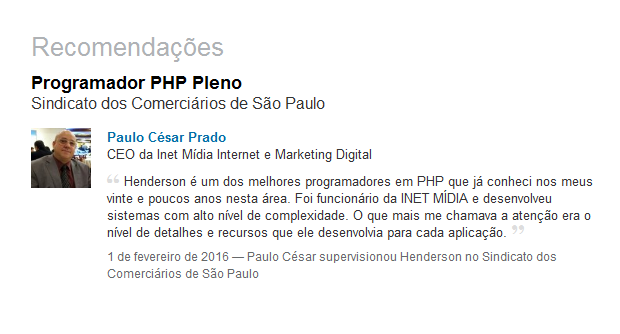 Recomendações
Programador PHP Pleno
Sindicato dos Comerciários de São Paulo
Paulo César Prado
CEO da Inet Mídia Internet e Marketing Digital
“ Henderson é um dos melhores programadores em PHP que já conheci nos meus
vinte e poucos anos nesta área. Foi funcionário da INET MÍDIA e desenvolveu
sistemas com alto nível de complexidade. O que mais me chamava a atenção era o
nível de detalhes e recursos que ele desenvolvia para cada aplicação. ”
1 de fevereiro de 2016 — Paulo César supervisionou Henderson no Sindicato dos
Comerciários de São Paulo